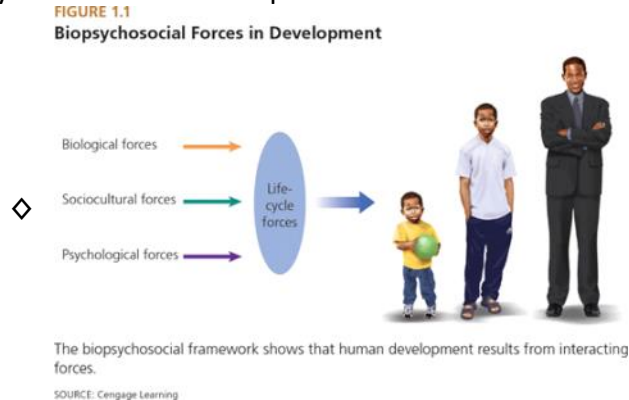 FIGURE 1.1
Biopsychosocial Forces in Development
Biological forces
Sociocultural forces
Psychological forces
Life-
cycle
forces
The biopsychosocial framework shows that human development results from interacting
forces.
SOURCE: Cengage Learning